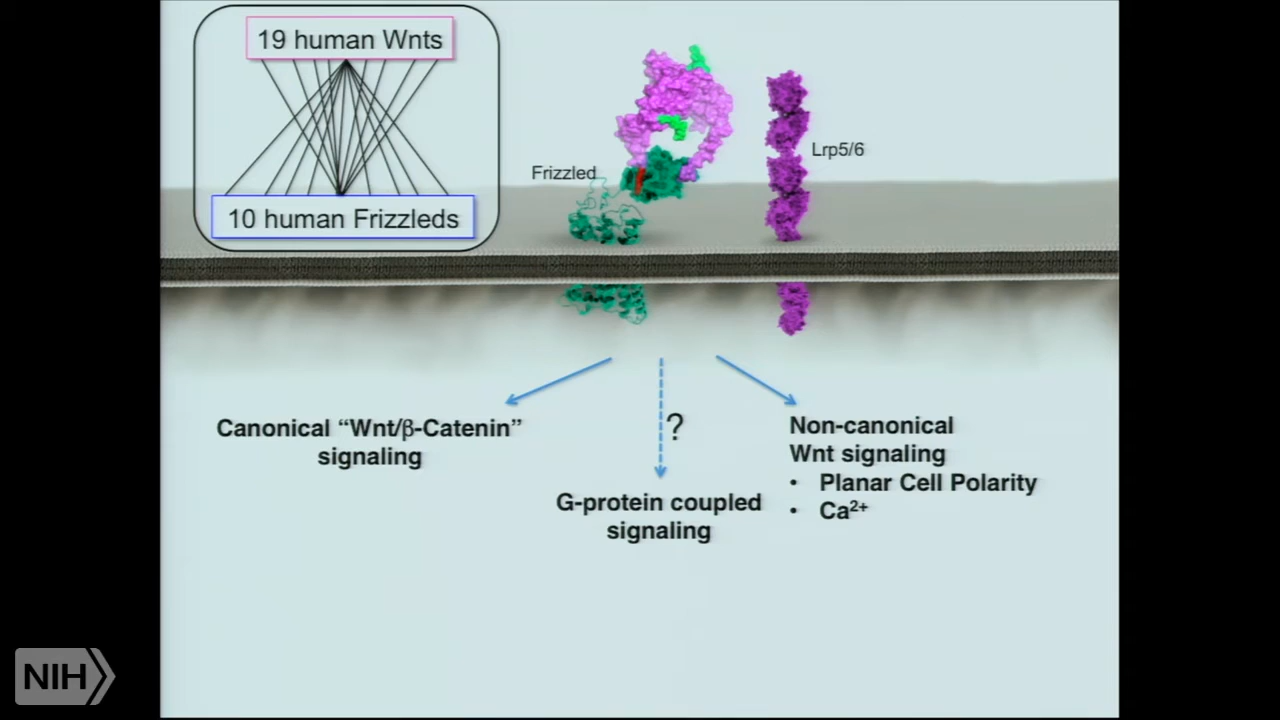 19 human Wnts
10 human Frizzleds
Frizzled
Lrp5/6
Canonical “Wnt/β-Catenin”
signaling
?
G-protein coupled
signaling
Non-canonical
Wnt signaling
• Planar Cell Polarity
• Ca²⁺
NIH